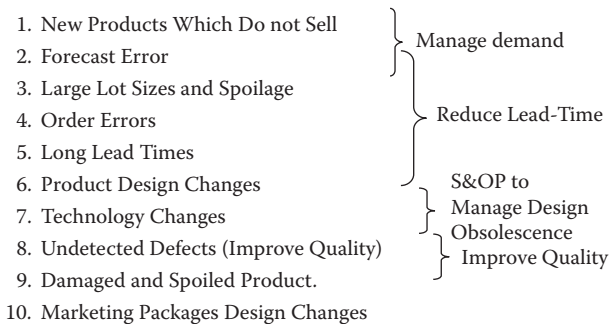 1. New Products Which Do not Sell
2. Forecast Error
Manage demand
3. Large Lot Sizes and Spoilage
4. Order Errors
Reduce Lead-Time
5. Long Lead Times
6. Product Design Changes
7. Technology Changes
S&OP to
Manage Design
Obsolescence
8. Undetected Defects (Improve Quality)
Improve Quality
9. Damaged and Spoiled Product.
10. Marketing Packages Design Changes